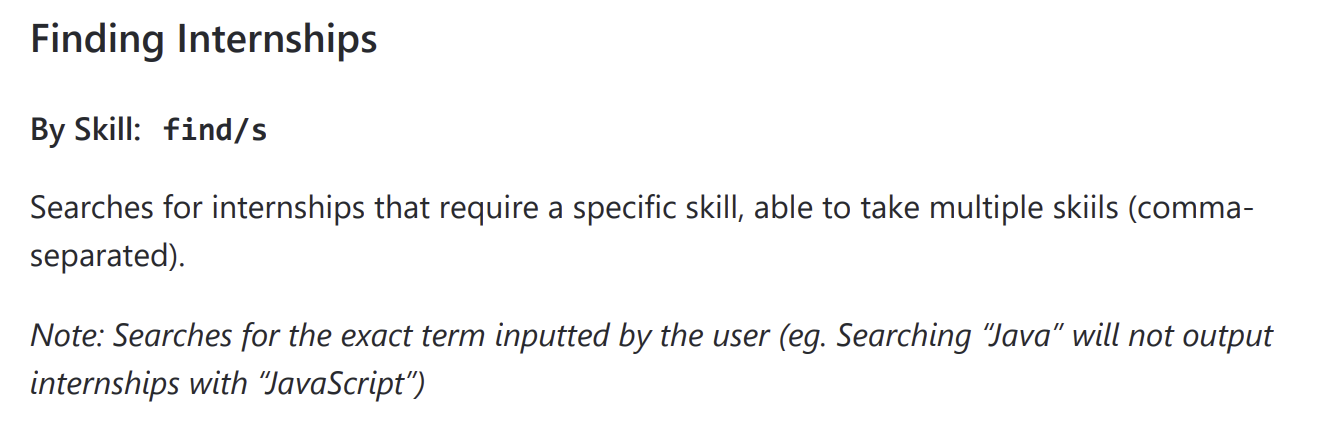 Finding Internships
By Skill: find/s
Searches for internships that require a specific skill, able to take multiple skiils (comma-
separated).
Note: Searches for the exact term inputted by the user (eg. Searching “Java” will not output
internships with “JavaScript”)